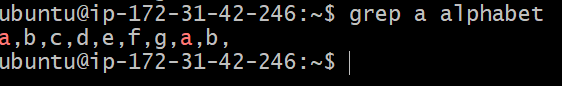 ubuntu@ip-172-31-42-246:~$ grep a alphabet
a,b,c,d,e,f,g,a,b,
ubuntu@ip-172-31-42-246:~$